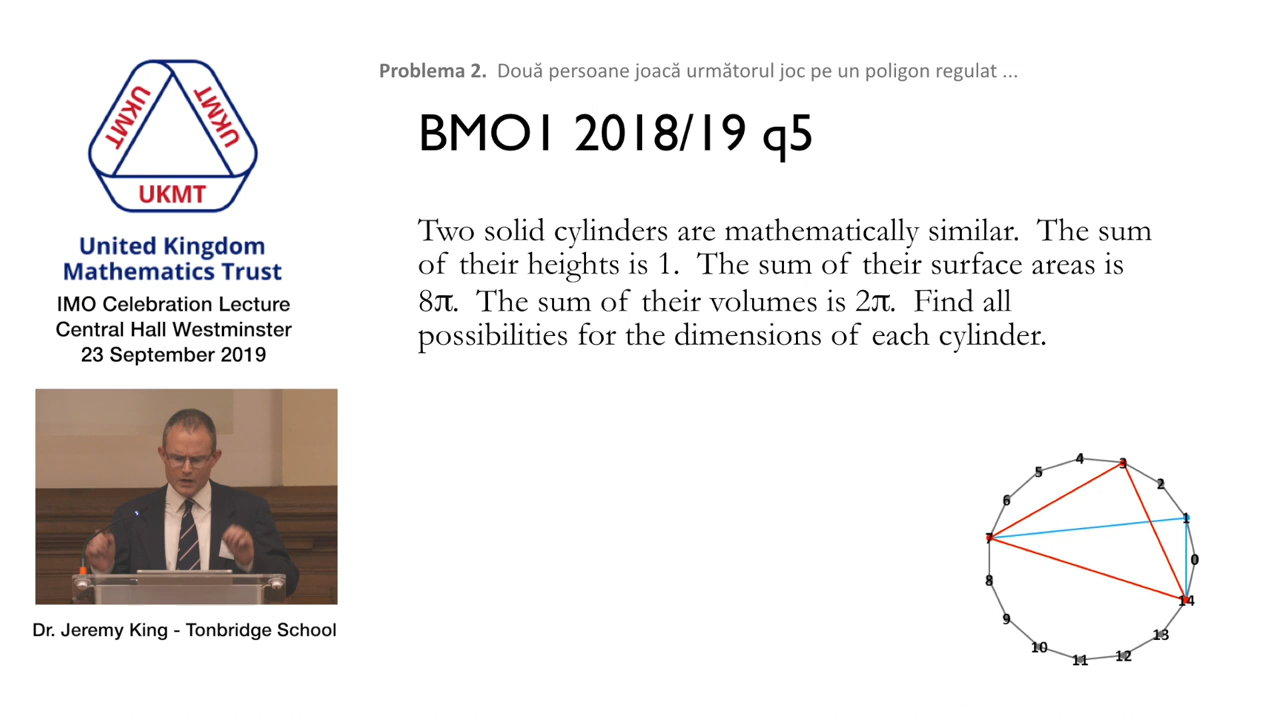 UKMT
UKMT
UKMT
United Kingdom
Mathematics Trust
IMO Celebration Lecture
Central Hall Westminster
23 September 2019
Dr. Jeremy King - Tonbridge School
Problema 2. Două persoane joacă următorul joc pe un poligon regulat ...
BMO1 2018/19 q5
Two solid cylinders are mathematically similar. The sum
of their heights is 1. The sum of their surface areas is
8π. The sum of their volumes is 2π. Find all
possibilities for the dimensions of each cylinder.
4
3
5
2
6
1
7
0
8
14
9
13
10
12
11